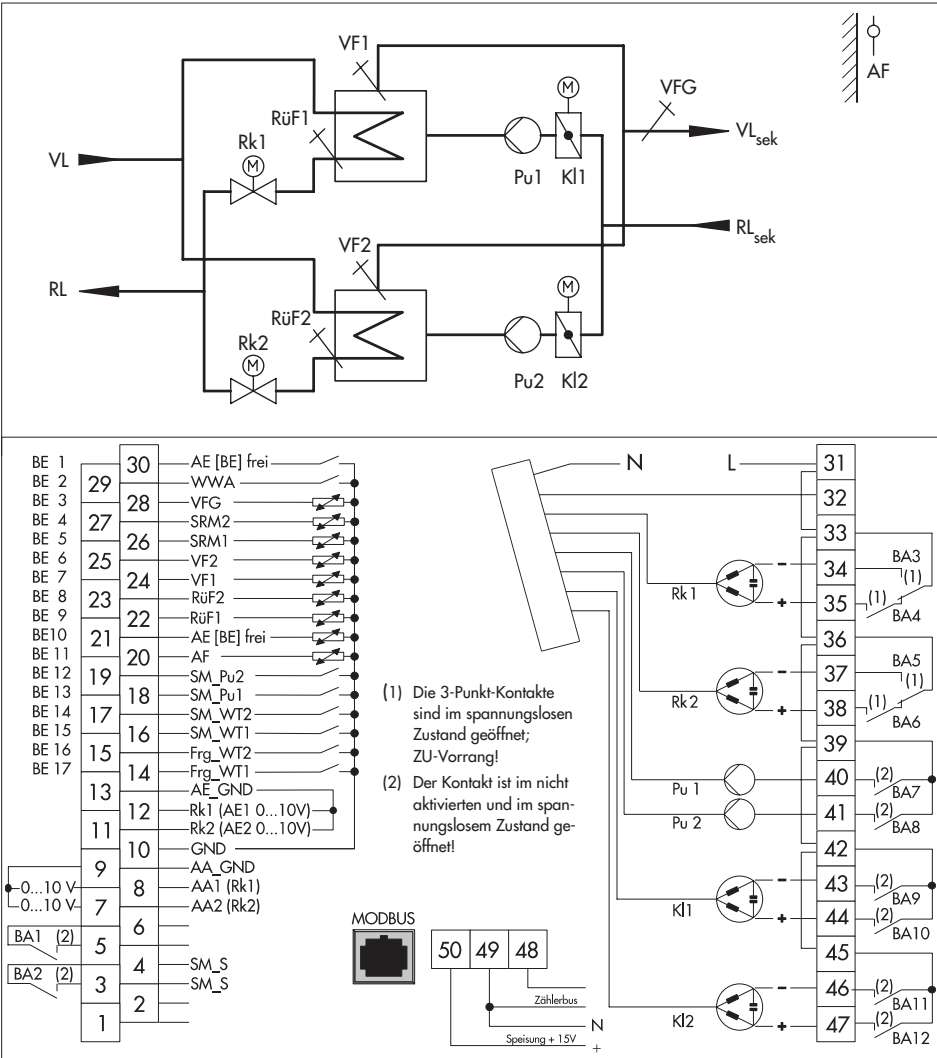 VF1
AF
VFG
RüF1
Rk1
M
M
VL
VLsek
Pu1 Kl1
RLsek
VF2
RL
M
RüF2
Rk2
M
Pu2 Kl2
BE 1
BE 2
BE 3
BE 4
BE 5
BE 6
BE 7
BE 8
BE 9
BE10
BE 11
BE 12
BE 13
BE 14
BE 15
BE 16
BE 17
30 AE [BE] frei
29 WWA
28 VFG
27 SRM2
26 SRM1
25 VF2
24 VF1
23 RüF2
22 RüF1
21 AE [BE] frei
20 AF
19 SM_Pu2
18 SM_Pu1
17 SM_WT2
16 SM_WT1
15 Frg_WT2
14 Frg_WT1
13 AE_GND
12 Rk1 (AE1 0...10V)
11 Rk2 (AE2 0...10V)
10 GND
9 AA_GND
0...10 V 8 AA1 (Rk1)
0...10 V 7 AA2 (Rk2)
6
BA1 (2) 5
4 SM_S
BA2 (2) 3 SM_S
2
1
(1) Die 3-Punkt-Kontakte
sind im spannungslosen
Zustand geöffnet;
ZU-Vorrang!
(2) Der Kontakt ist im nicht
aktivierten und im span-
nungslosem Zustand ge-
öffnet!
MODBUS
50 49 48
Zählerbus
N
Speisung + 15V
+
N L 31
32
33
BA3
34 (1)
Rk 1 - +
35 (1)
BA4
36
BA5
37 (1)
Rk 2 - +
38 (1)
BA6
39
Pu 1 40 (2)
BA7
Pu 2 41 (2)
BA8
42
- 43 (2)
BA9
Kl1
+ 44 (2)
BA10
45
- 46 (2)
BA11
Kl2
+ 47 (2)
BA12